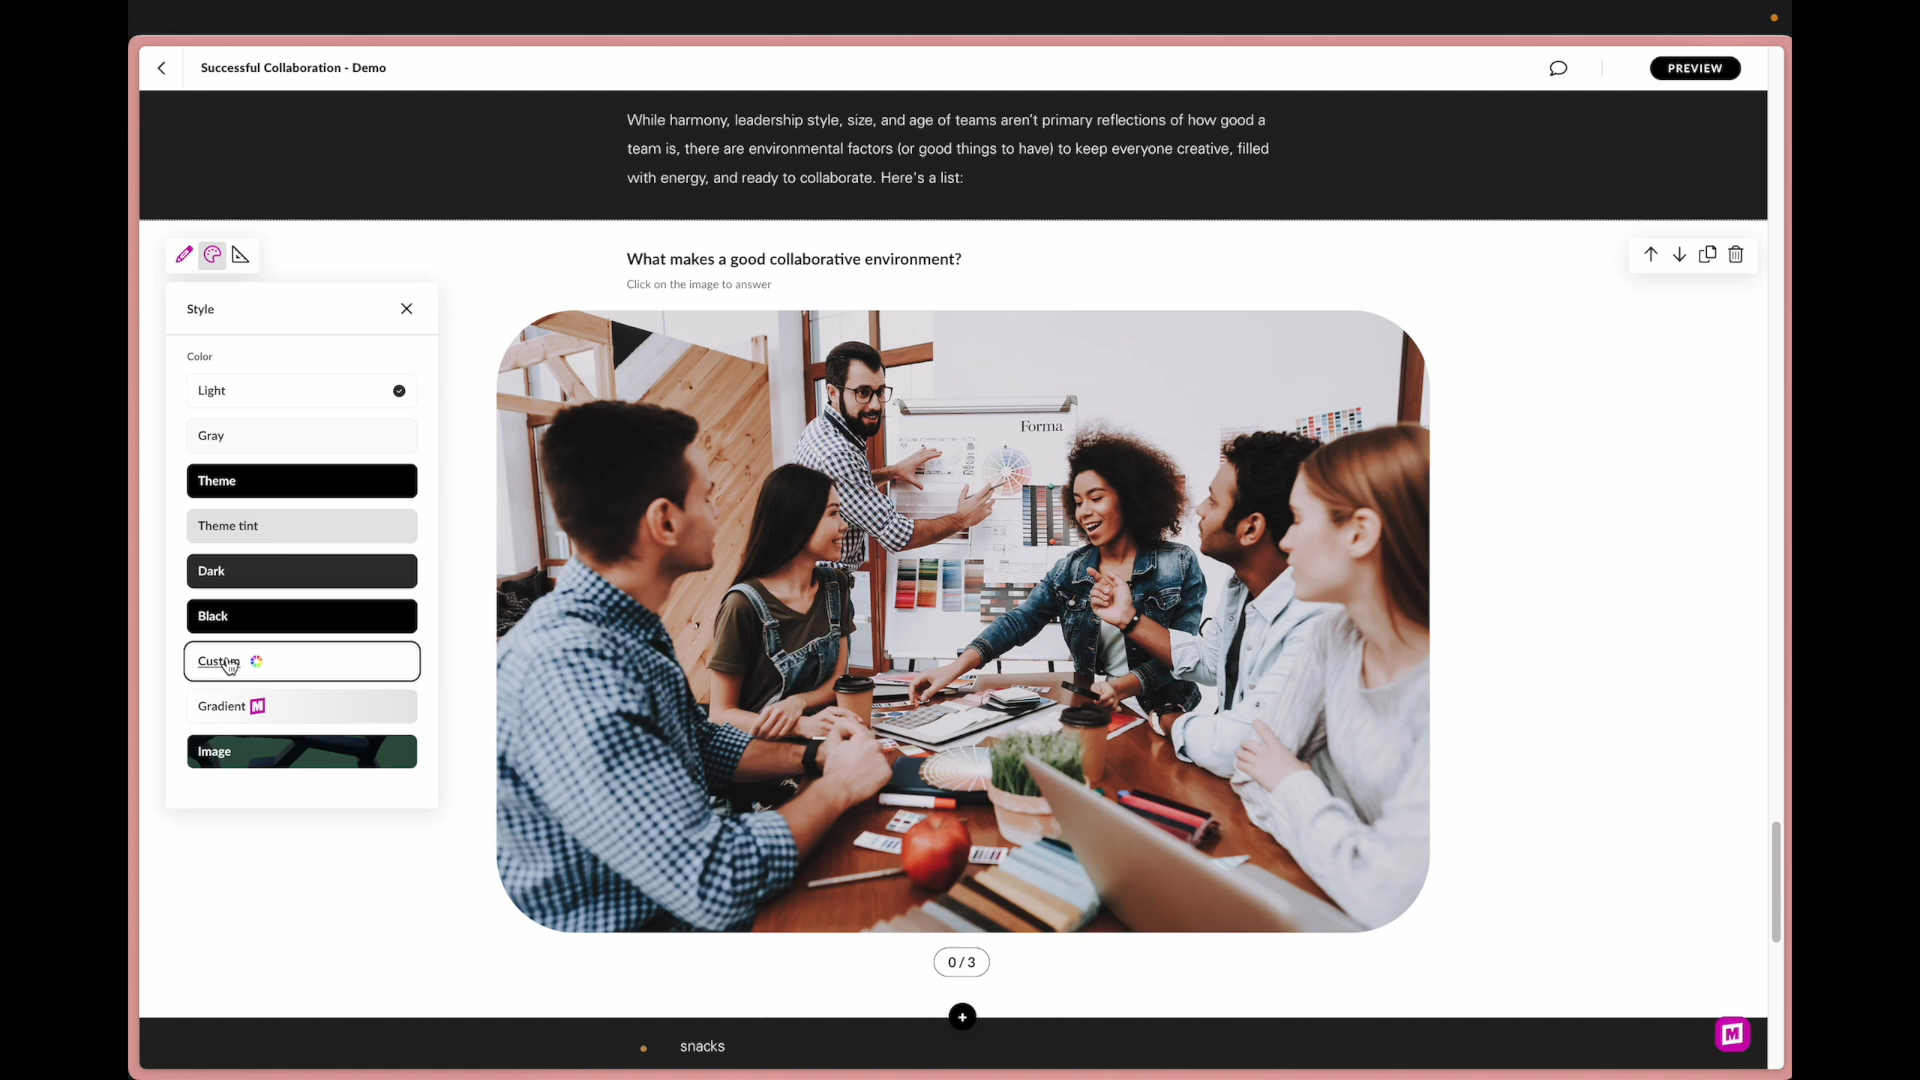 Successful Collaboration - Demo
PREVIEW
While harmony, leadership style, size, and age of teams aren't primary reflections of how good a
team is, there are environmental factors (or good things to have) to keep everyone creative, filled
with energy, and ready to collaborate. Here's a list:
What makes a good collaborative environment?
Click on the image to answer
Style
Color
Light
Gray
Theme
Theme tint
Dark
Black
Custom
Gradient M
Image
Forma
0 / 3
snacks
M